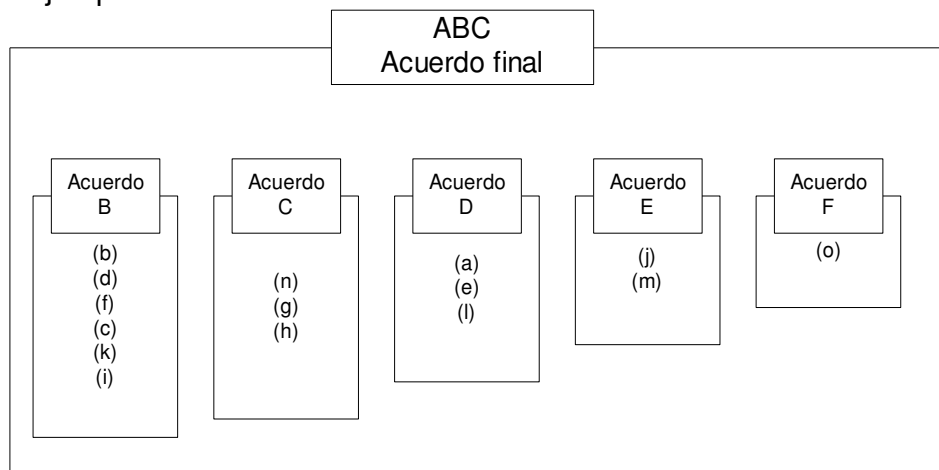 ABC
Acuerdo final
Acuerdo
B
(b)
(d)
(f)
(c)
(k)
(i)
Acuerdo
C
(n)
(g)
(h)
Acuerdo
D
(a)
(e)
(l)
Acuerdo
E
(j)
(m)
Acuerdo
F
(o)